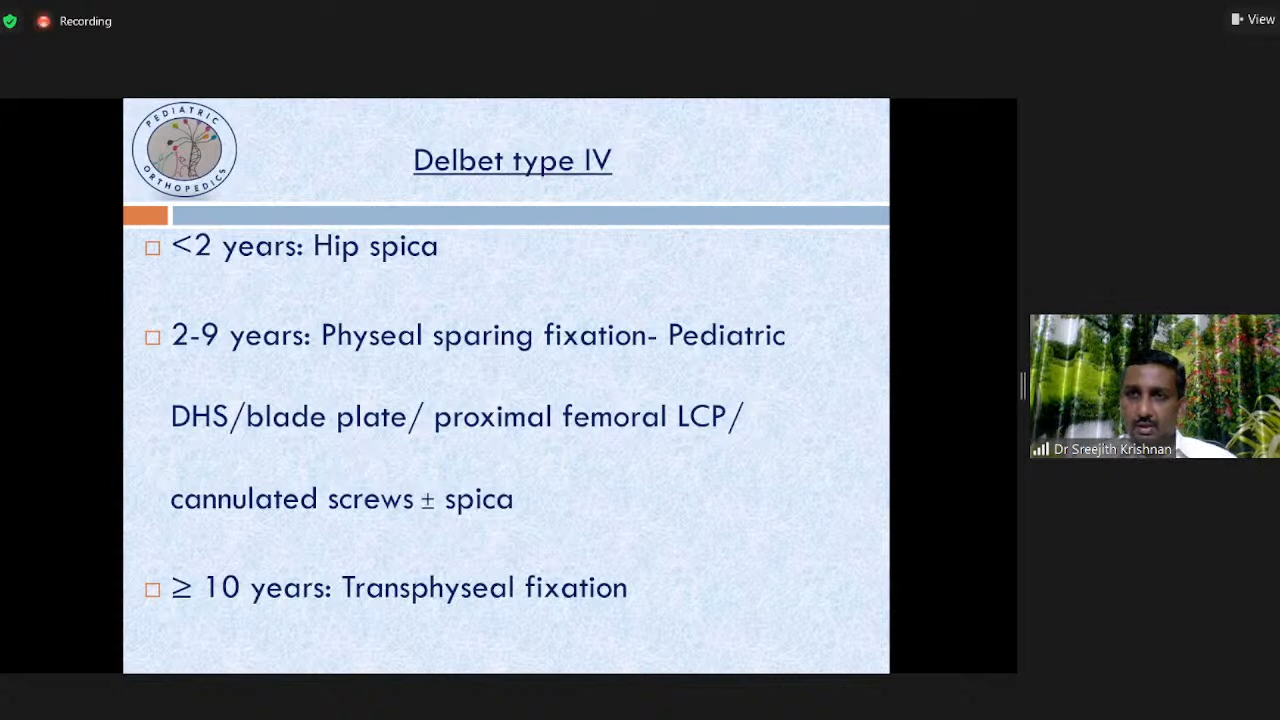 Recording
View
PEDIATRIC
ORTHOPEDICS
Delbet type IV
<2 years: Hip spica
2-9 years: Physeal sparing fixation- Pediatric
DHS/blade plate/ proximal femoral LCP/
cannulated screws ± spica
≥ 10 years: Transphyseal fixation
Dr Sreejith Krishnan